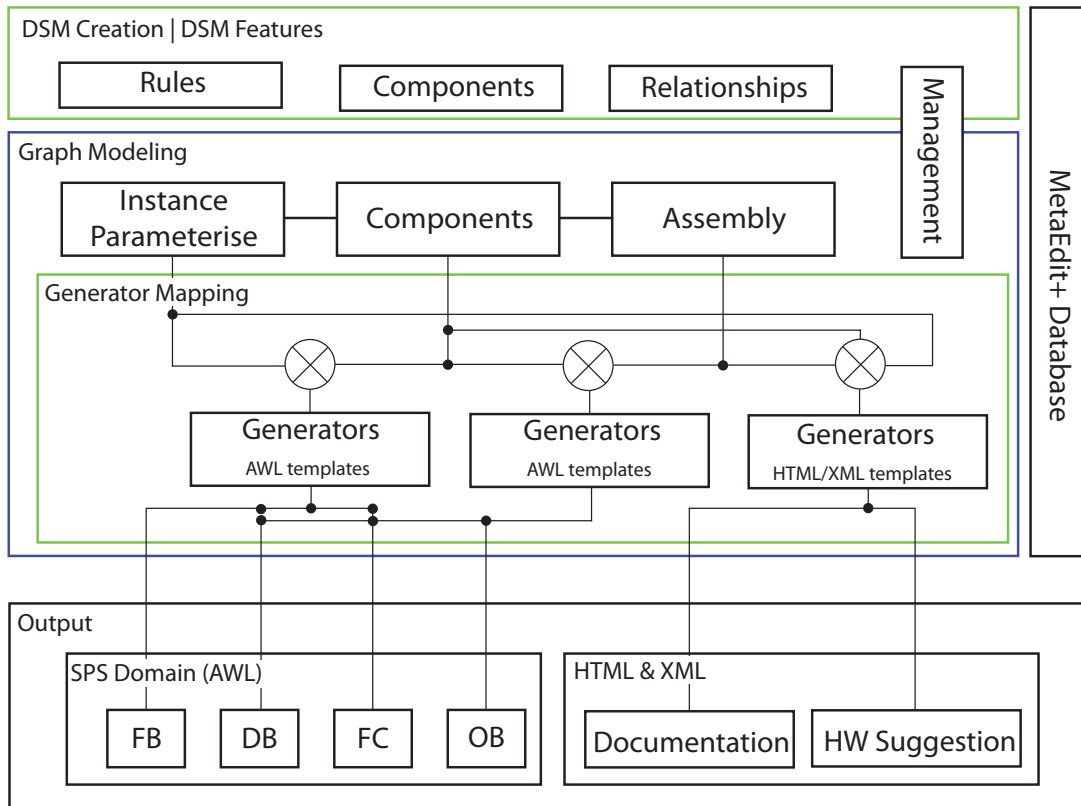 DSM Creation | DSM Features
Rules
Components
Relationships
Management
MetaEdit+ Database
Graph Modeling
Instance
Parameterise
Components
Assembly
Generator Mapping
Generators
AWL templates
Generators
AWL templates
Generators
HTML/XML templates
Output
SPS Domain (AWL)
FB
DB
FC
OB
HTML & XML
Documentation
HW Suggestion